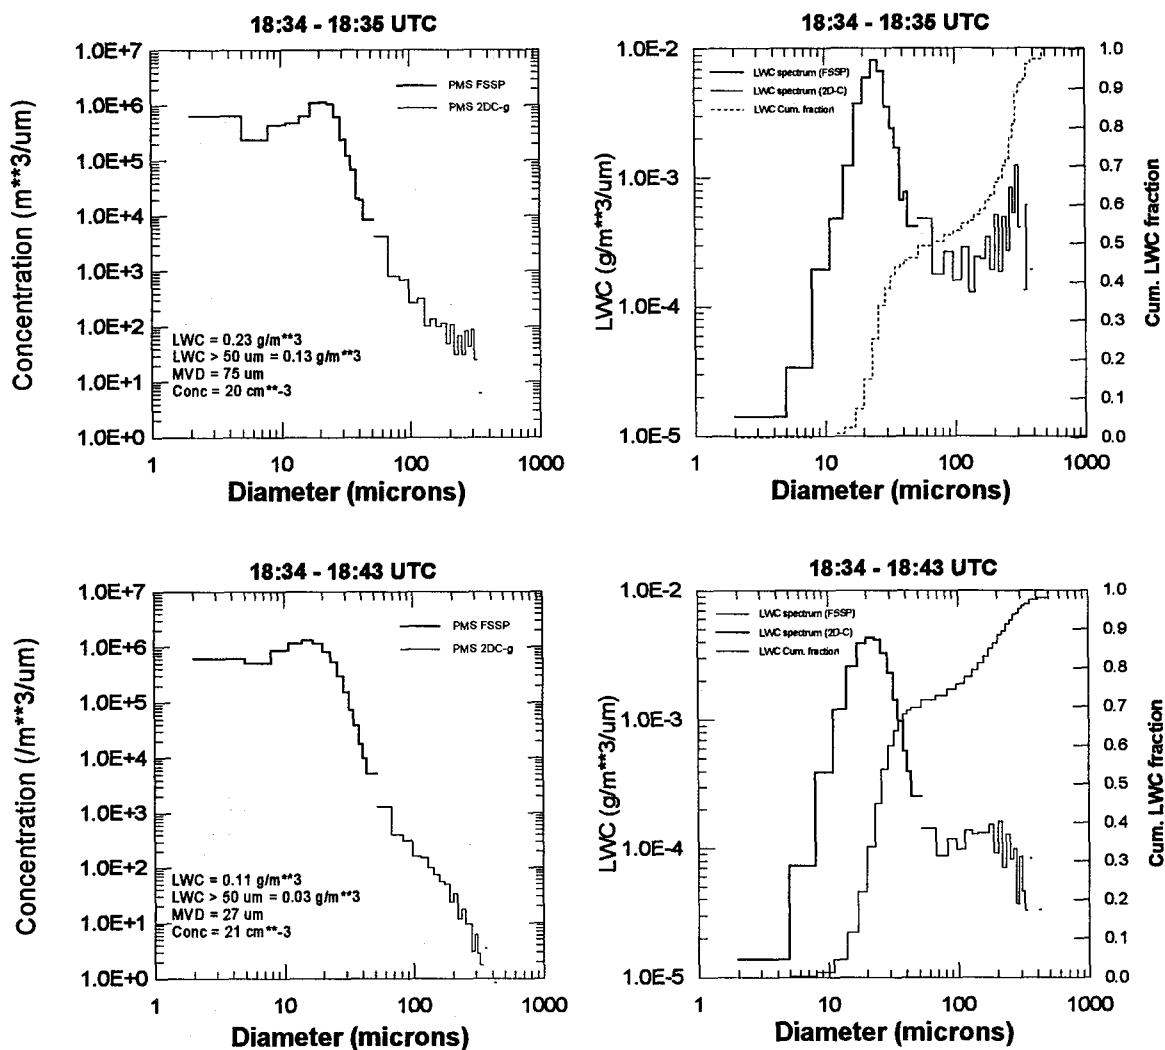 18:34 - 18:35 UTC
1.0E+7
1.0E+6
1.0E+5
1.0E+4
1.0E+3
1.0E+2
1.0E+1
1.0E+0
Concentration (m**3/um)
PMS FSSP
PMS 2DC-g
LWC = 0.23 g/m**3
LWC > 50 um = 0.13 g/m**3
MVD = 75 um
Conc = 20 cm**-3
1 10 100 1000
Diameter (microns)
18:34 - 18:35 UTC
1.0E-2
1.0E-3
1.0E-4
1.0E-5
LWC (g/m**3/um)
LWC spectrum (FSSP)
LWC spectrum (2D-C)
LWC Cum. fraction
1.0
0.9
0.8
0.7
0.6
0.5
0.4
0.3
0.2
0.1
0.0
Cum. LWC fraction
1 10 100 1000
Diameter (microns)
18:34 - 18:43 UTC
1.0E+7
1.0E+6
1.0E+5
1.0E+4
1.0E+3
1.0E+2
1.0E+1
1.0E+0
Concentration (/m**3/um)
PMS FSSP
PMS 2DC-g
LWC = 0.11 g/m**3
LWC > 50 um = 0.03 g/m**3
MVD = 27 um
Conc = 21 cm**-3
1 10 100 1000
Diameter (microns)
18:34 - 18:43 UTC
1.0E-2
1.0E-3
1.0E-4
1.0E-5
LWC (g/m**3/um)
LWC spectrum (FSSP)
LWC spectrum (2D-C)
LWC Cum. fraction
1.0
0.9
0.8
0.7
0.6
0.5
0.4
0.3
0.2
0.1
0.0
Cum. LWC fraction
1 10 100 1000
Diameter (microns)